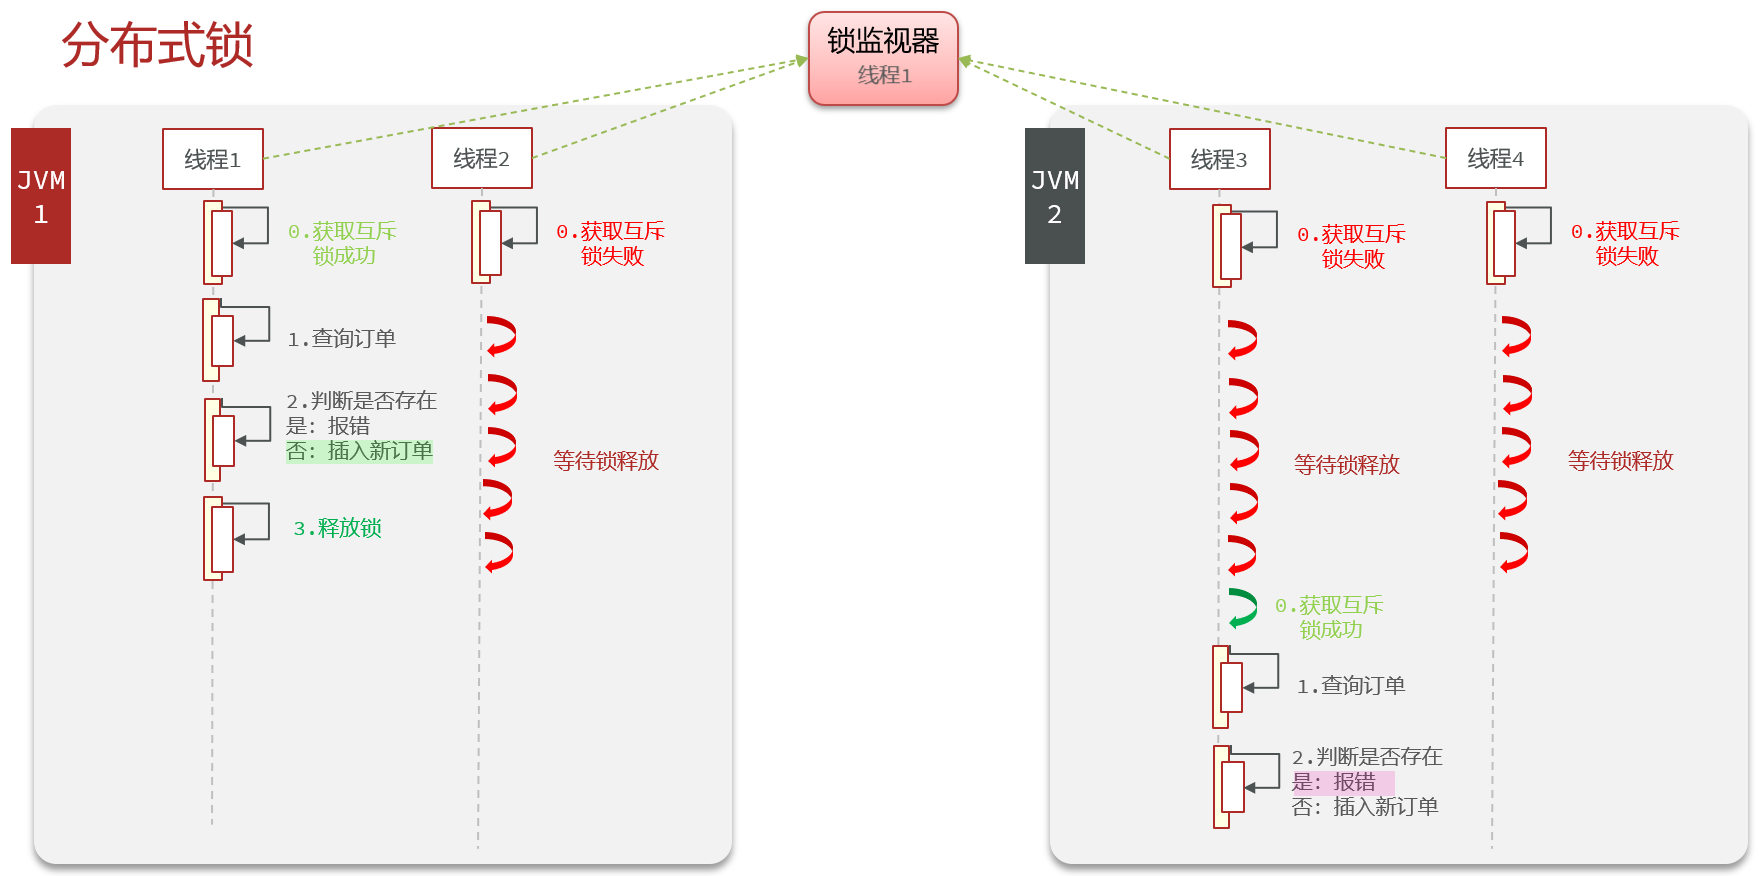 分布式锁
锁监视器
线程1
JVM
1
线程1
0.获取互斥
锁成功
1.查询订单
2.判断是否存在
是: 报错
否: 插入新订单
3.释放锁
线程2
0.获取互斥
锁失败
等待锁释放
JVM
2
线程3
0.获取互斥
锁失败
等待锁释放
0.获取互斥
锁成功
1.查询订单
2.判断是否存在
是: 报错
否: 插入新订单
线程4
0.获取互斥
锁失败
等待锁释放